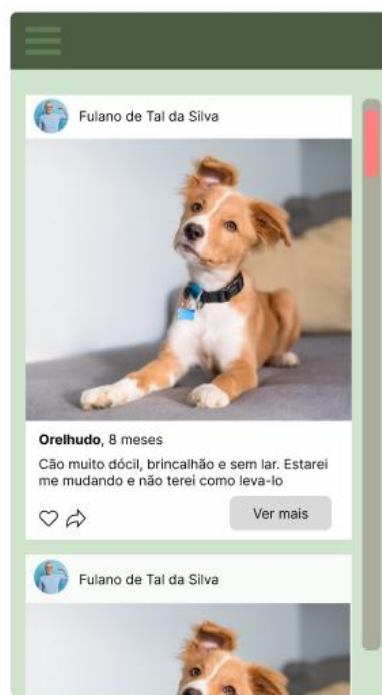 Fulano de Tal da Silva
Orelhudo, 8 meses
Cão muito dócil, brincalhão e sem lar. Estarei
me mudando e não terei como leva-lo
Ver mais
Fulano de Tal da Silva